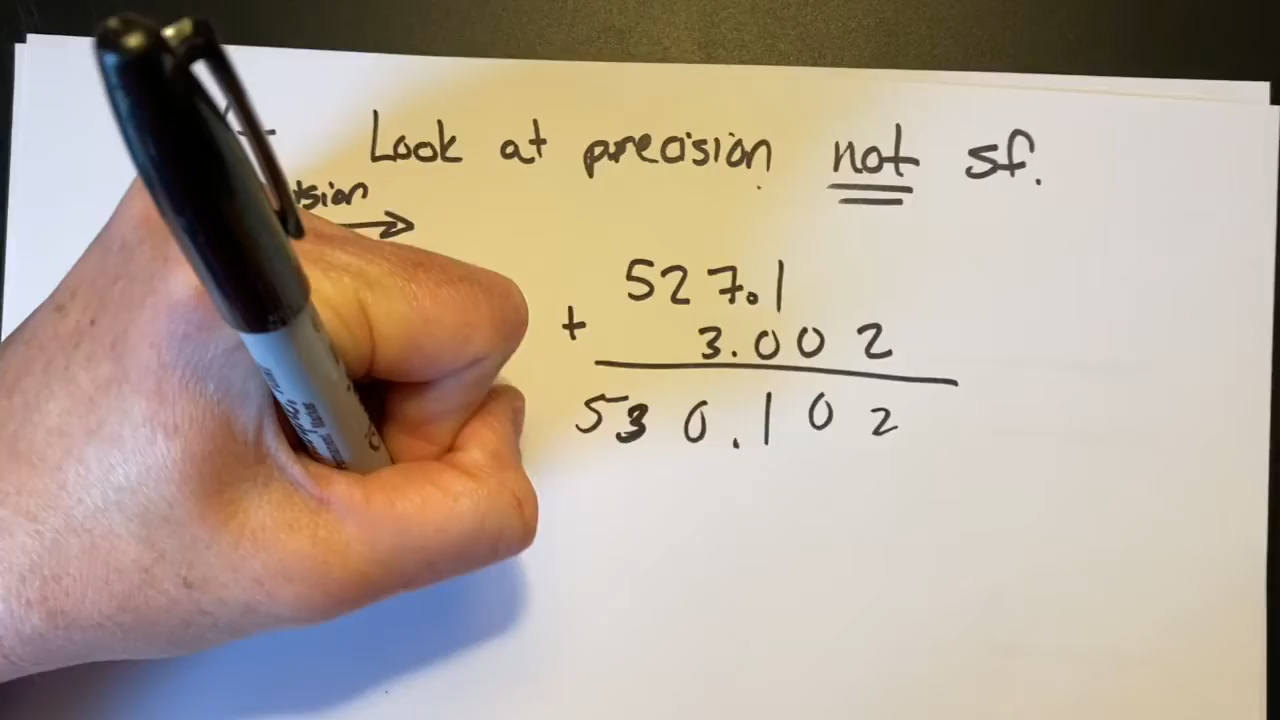 Look at precision not sf.
527.1
+ 3.002
530.102